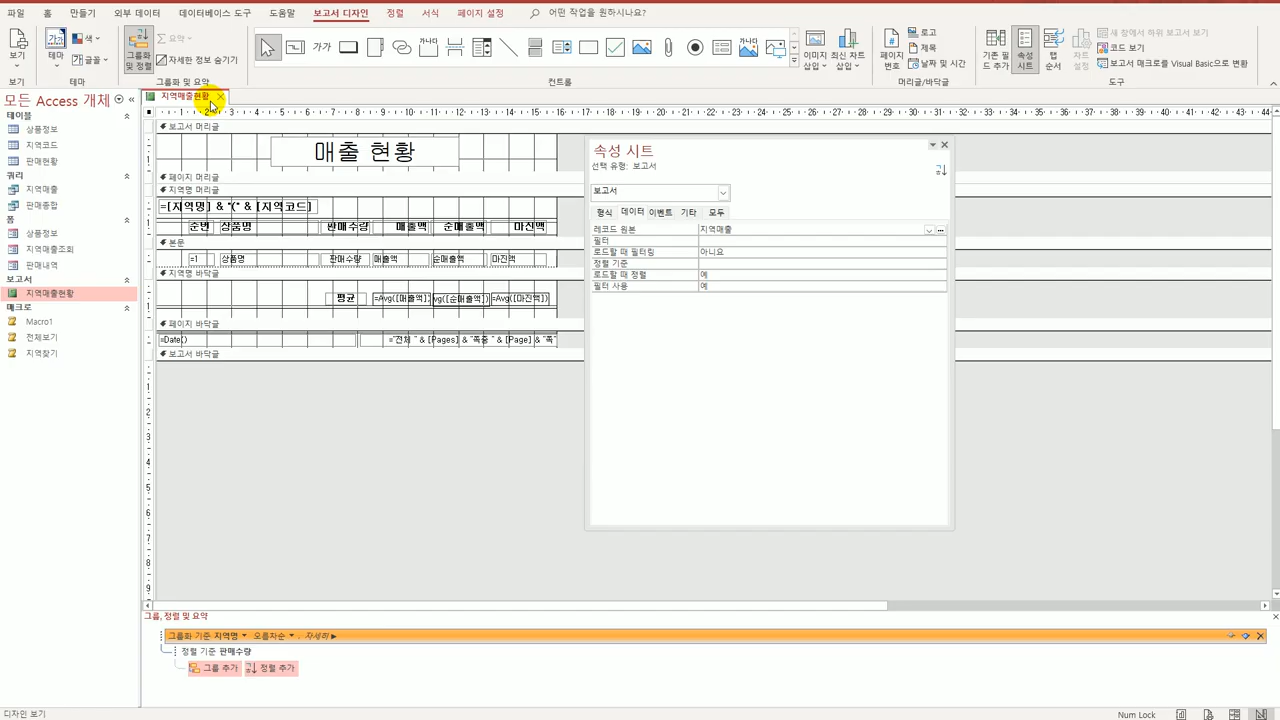 파일 홈 만들기 외부 데이터 데이터베이스 도구 도움말 보고서 디자인 정렬 서식 페이지 설정 어떤 작업을 원하시나요?
보기
보기
테마
색
글꼴
테마
그룹화 및 정렬
요약
자세한 정보 숨기기
그룹화 및 요약
가가
가나다
가나다
컨트롤
이미지 삽입
최신 차트 삽입
페이지 번호
로고
제목
날짜 및 시간
머리글/바닥글
기존 필드 추가
속성 시트
탭 순서
차트 설정
새 창에서 하위 보고서 보기
코드 보기
보고서 매크로를 Visual Basic으로 변환
도구
모든 Access 개체
테이블
상품정보
지역코드
판매현황
쿼리
지역매출
판매종합
폼
상품정보
지역매출조회
판매내역
보고서
지역매출현황
매크로
Macro1
전체보기
지역찾기
지역매출현황
보고서 머리글
매출 현황
페이지 머리글
지역명 머리글
=[지역명] & "(" & [지역코드]
순번 상품명 판매수량 매출액 순매출액 마진액
본문
=1 상품명 판매수량 매출액 순매출액 마진액
지역명 바닥글
평균 =Avg([매출액]) vg([순매출액]) =Avg([마진액])
페이지 바닥글
=Date() ="전체 " & [Pages] & "쪽중 " & [Page] & "쪽"
보고서 바닥글
속성 시트
선택 유형: 보고서
보고서
형식 데이터 이벤트 기타 모두
레코드 원본 지역매출
필터
로드할 때 필터링 아니요
정렬 기준
로드할 때 정렬 예
필터 사용 예
그룹, 정렬 및 요약
그룹화 기준 지역명 오름차순 , 자세히
정렬 기준 판매수량
그룹 추가 정렬 추가
디자인 보기
Num Lock